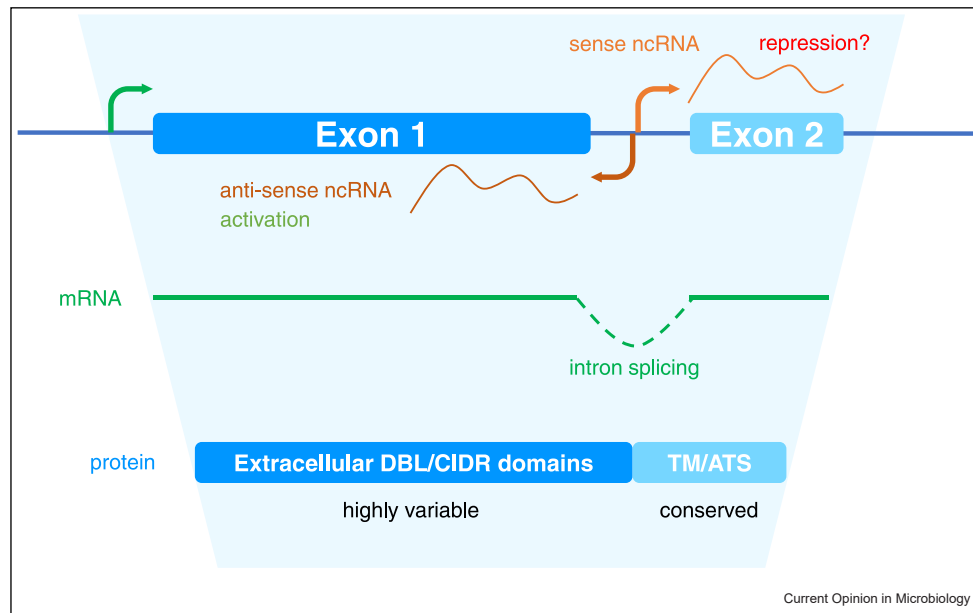 sense ncRNA
repression?
Exon 1
Exon 2
anti-sense ncRNA
activation
mRNA
intron splicing
protein
Extracellular DBL/CIDR domains
TM/ATS
highly variable
conserved
Current Opinion in Microbiology